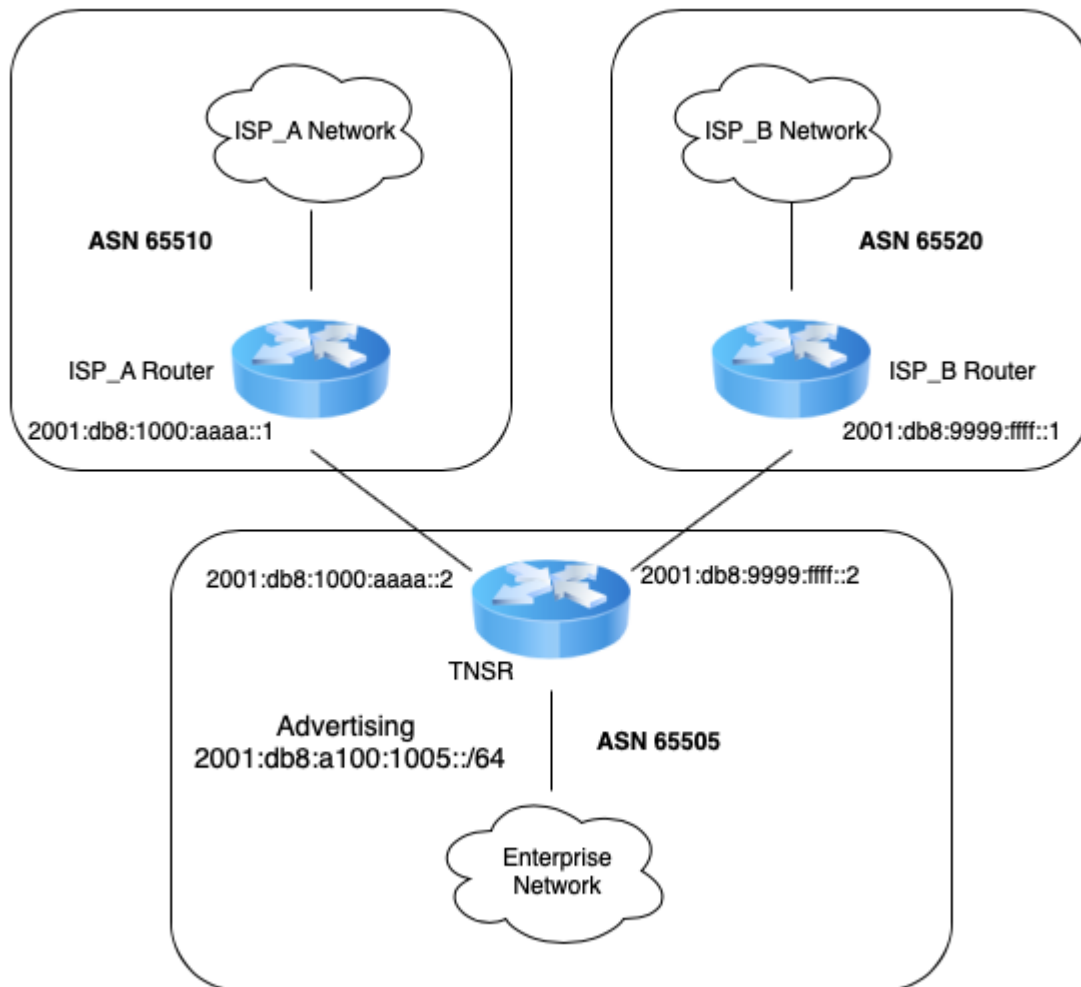 ISP_A Network
ISP_B Network
ASN 65510
ASN 65520
ISP_A Router
ISP_B Router
2001:db8:1000:aaaa::1
2001:db8:9999:ffff::1
2001:db8:1000:aaaa::2
2001:db8:9999:ffff::2
TNSR
Advertising
2001:db8:a100:1005::/64
ASN 65505
Enterprise
Network